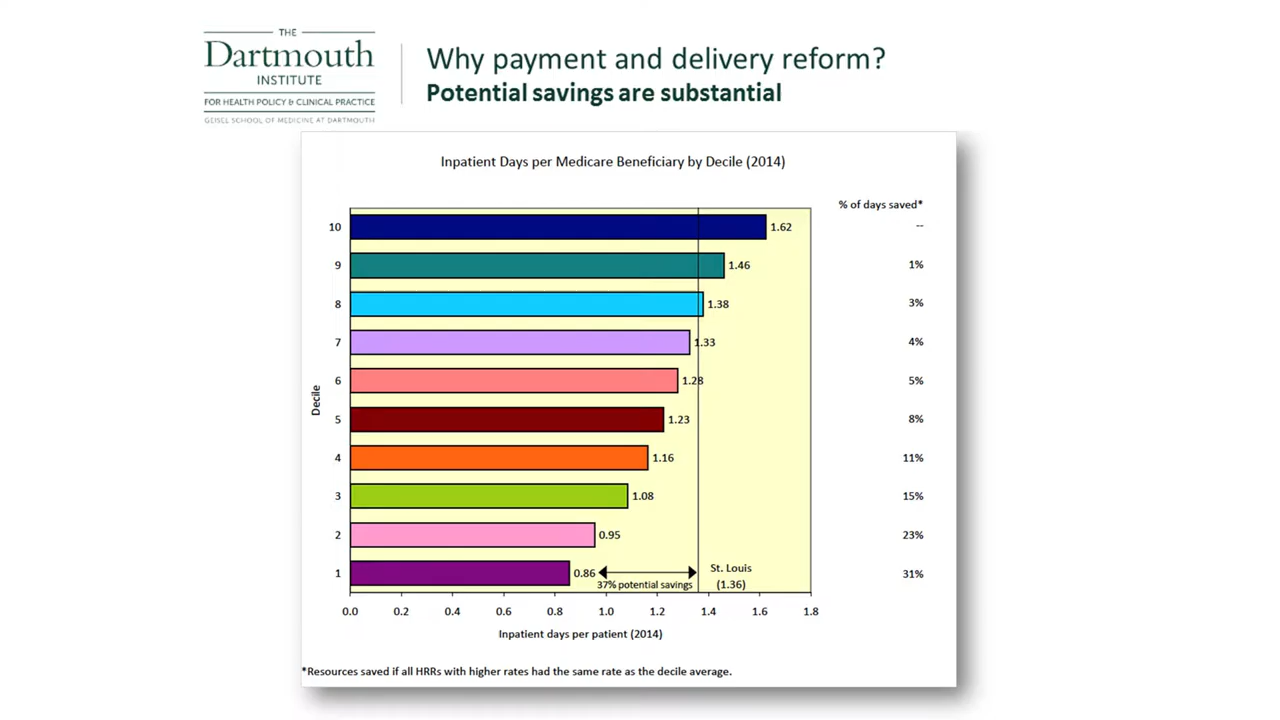 THE
Dartmouth
INSTITUTE
FOR HEALTH POLICY & CLINICAL PRACTICE
GEISEL SCHOOL OF MEDICINE AT DARTMOUTH
Why payment and delivery reform?
Potential savings are substantial
Inpatient Days per Medicare Beneficiary by Decile (2014)
% of days saved*
10 1.62 --
9 1.46 1%
8 1.38 3%
7 1.33 4%
6 1.28 5%
5 1.23 8%
4 1.16 11%
3 1.08 15%
2 0.95 23%
1 0.86 31%
Decile
37% potential savings
St. Louis
(1.36)
0.0 0.2 0.4 0.6 0.8 1.0 1.2 1.4 1.6 1.8
Inpatient days per patient (2014)
*Resources saved if all HRRs with higher rates had the same rate as the decile average.